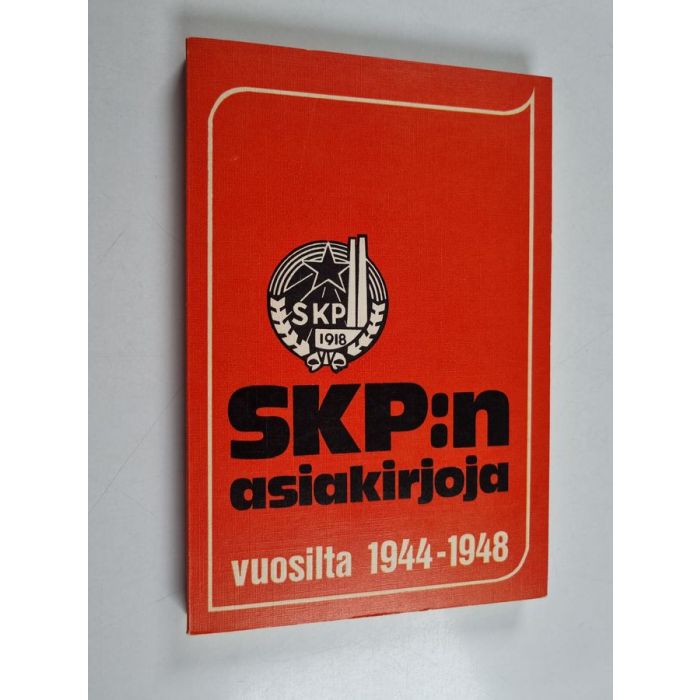 SKP
1918
SKP:n
asiakirjoja
vuosilta 1944-1948